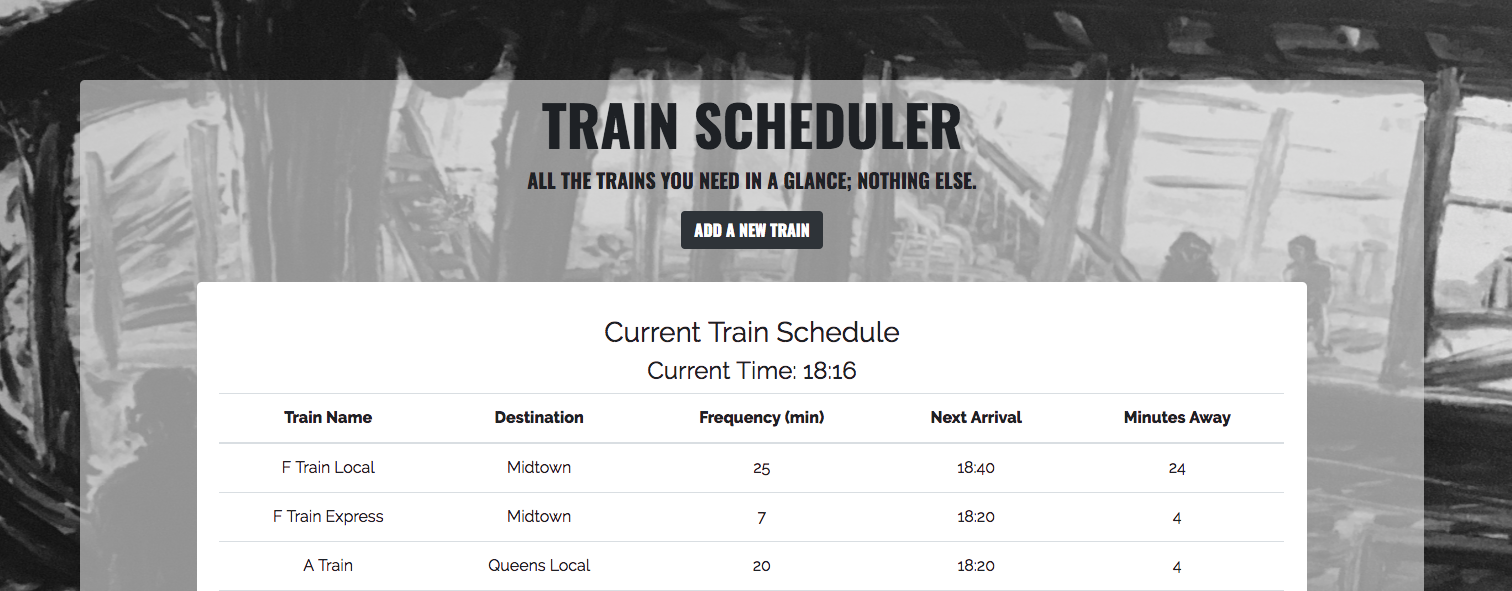 TRAIN SCHEDULER
ALL THE TRAINS YOU NEED IN A GLANCE; NOTHING ELSE.
ADD A NEW TRAIN
Current Train Schedule
Current Time: 18:16
Train Name Destination Frequency (min) Next Arrival Minutes Away
F Train Local Midtown 25 18:40 24
F Train Express Midtown 7 18:20 4
A Train Queens Local 20 18:20 4